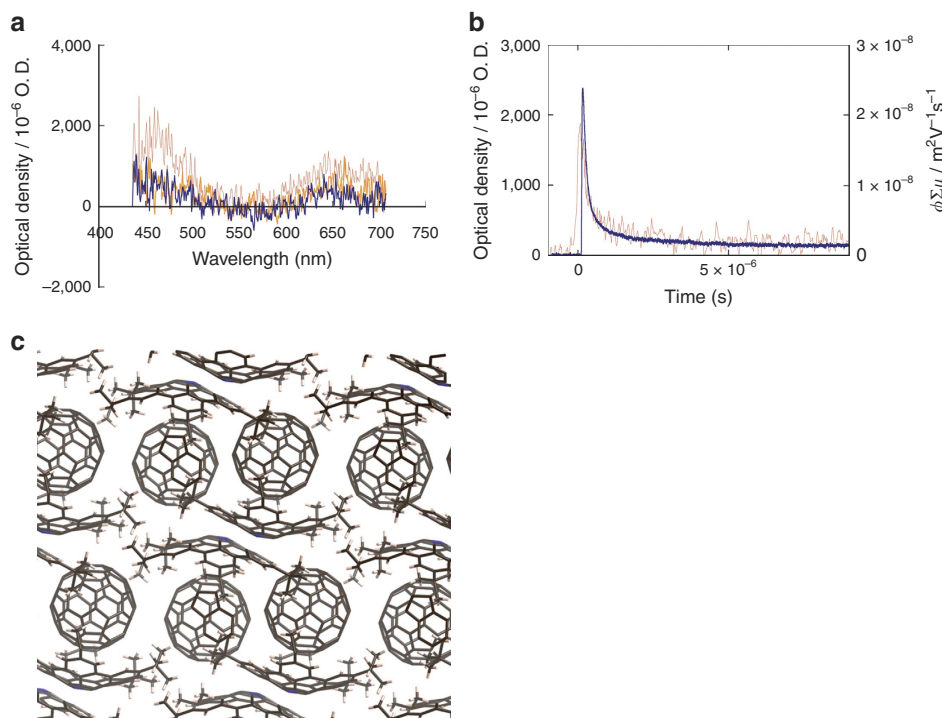 a
4,000
2,000
0
−2,000
Optical density / 10⁻⁶ O. D.
400 450 500 550 600 650 700 750
Wavelength (nm)
b
3,000
2,000
1,000
0
Optical density / 10⁻⁶ O. D.
3 × 10⁻⁸
2 × 10⁻⁸
1 × 10⁻⁸
0
ϕΣμ / m²V⁻¹s⁻¹
0 5 × 10⁻⁶
Time (s)
c